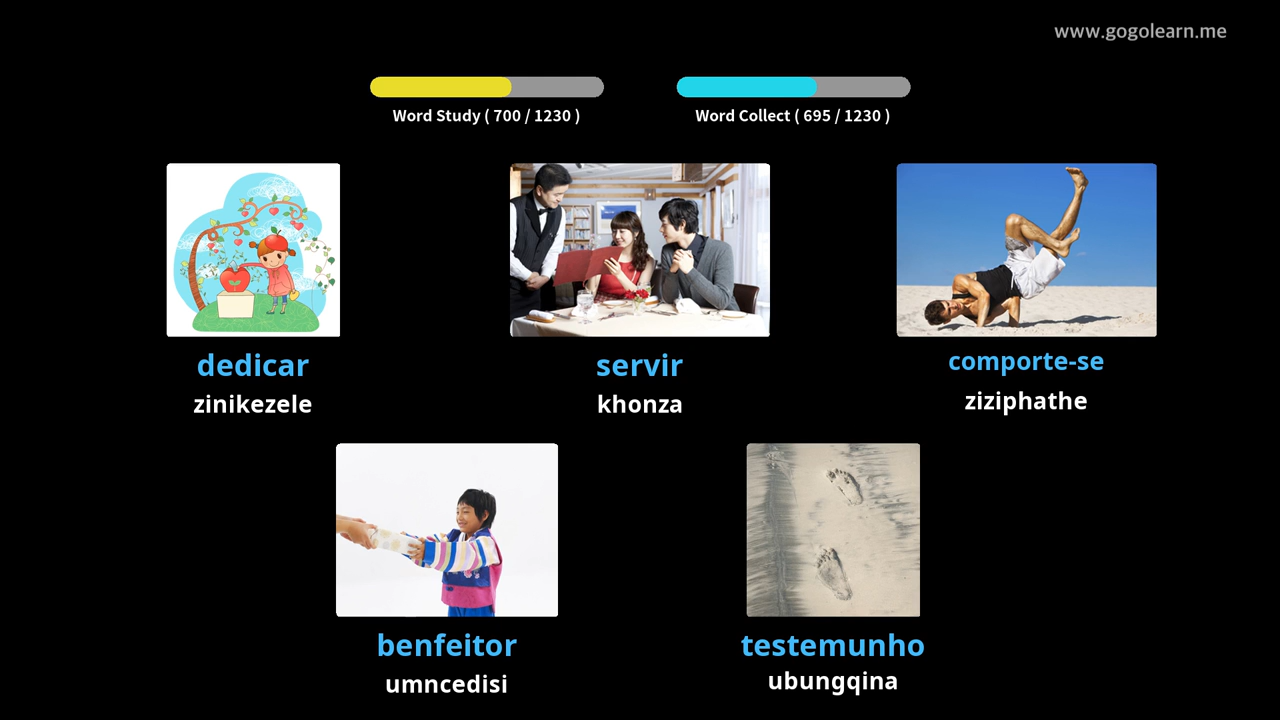 www.gogolearn.me
Word Study ( 700 / 1230 )
Word Collect ( 695 / 1230 )
dedicar
zinikezele
servir
khonza
comporte-se
ziziphathe
benfeitor
umncedisi
testemunho
ubungqina